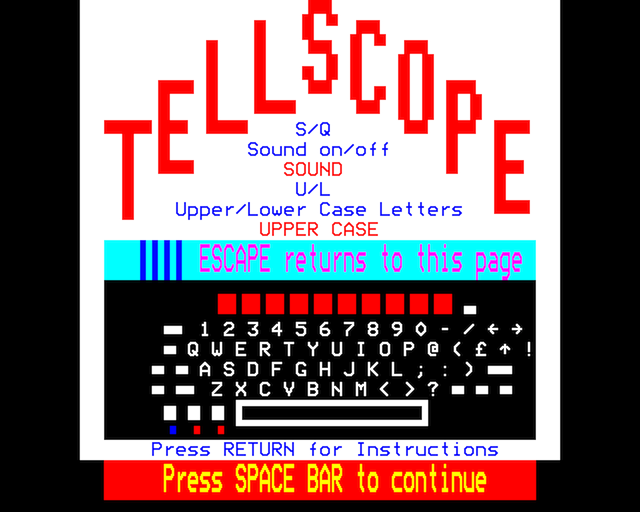 TELLSCOPE
S/Q
Sound on/off
SOUND
U/L
Upper/Lower Case Letters
UPPER CASE
ESCAPE returns to this page
1 2 3 4 5 6 7 8 9 0 - / ← →
Q W E R T Y U I O P @ ( £ ↑ !
A S D F G H J K L ; : )
Z X C V B N M < > ?
Press RETURN for Instructions
Press SPACE BAR to continue